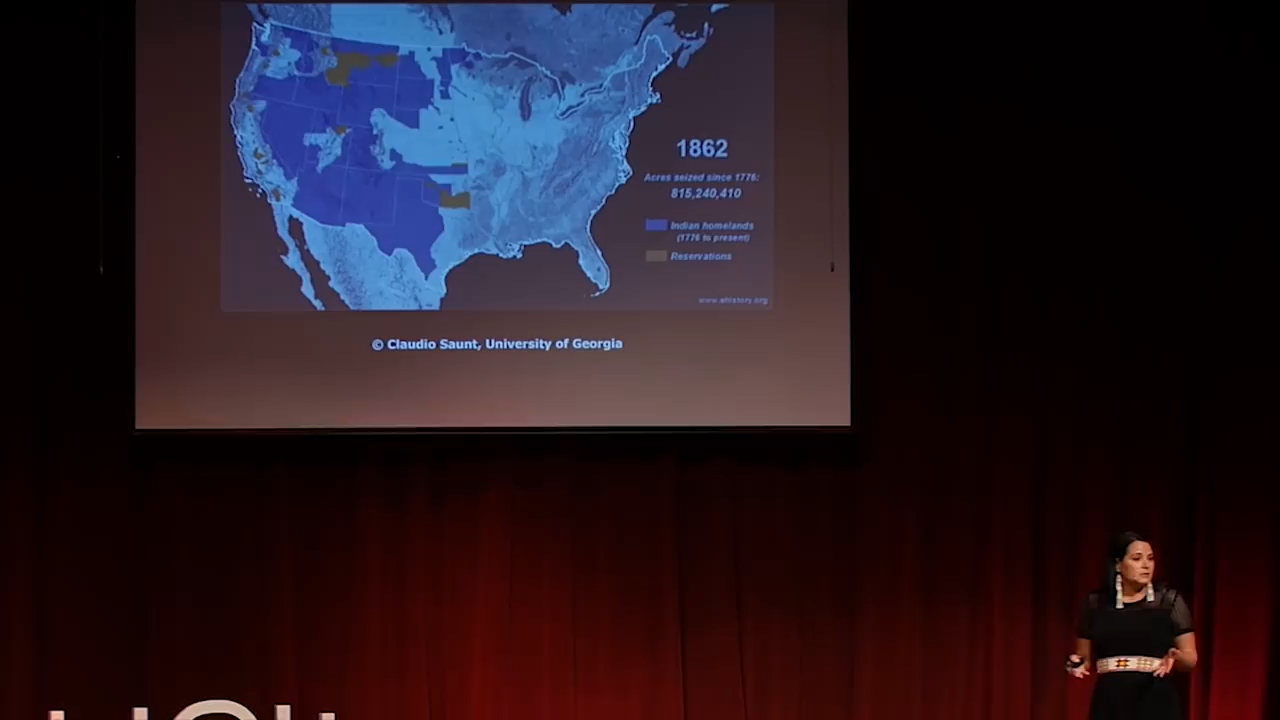 1862
Acres seized since 1776:
815,240,410
Indian homelands
(1776 to present)
Reservations
www.ehistory.org
© Claudio Saunt, University of Georgia